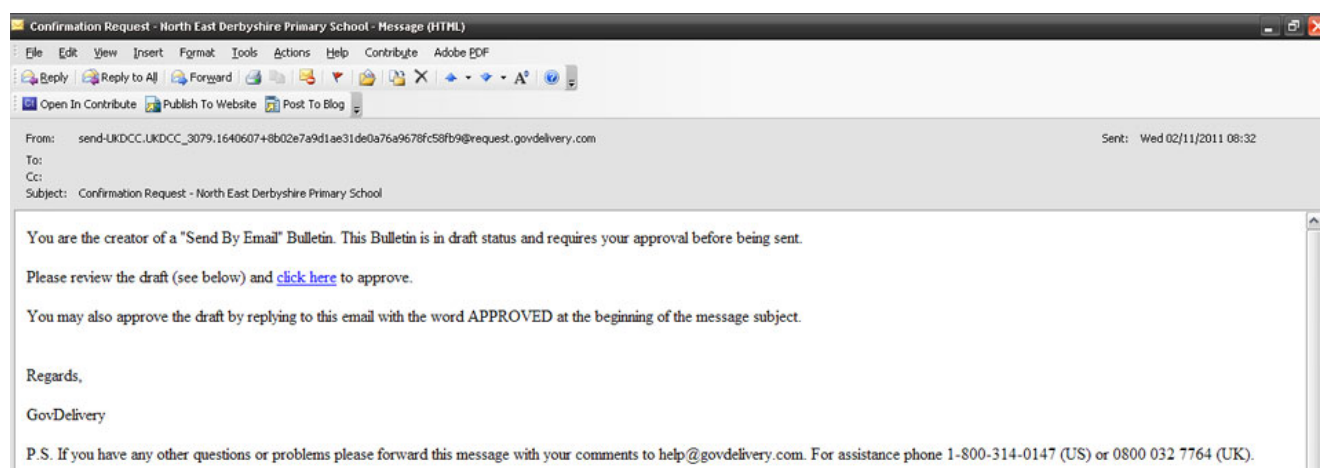 Confirmation Request - North East Derbyshire Primary School - Message (HTML)
File Edit View Insert Format Tools Actions Help Contribute Adobe PDF
Reply Reply to All Forward
Open In Contribute Publish To Website Post To Blog
From: send-UKDCC.UKDCC_3079.1640607+8b02e7a9d1ae31de0a76a9678fc58fb9@request.govdelivery.com Sent: Wed 02/11/2011 08:32
To:
Cc:
Subject: Confirmation Request - North East Derbyshire Primary School
You are the creator of a "Send By Email" Bulletin. This Bulletin is in draft status and requires your approval before being sent.
Please review the draft (see below) and click here to approve.
You may also approve the draft by replying to this email with the word APPROVED at the beginning of the message subject.
Regards,
GovDelivery
P.S. If you have any other questions or problems please forward this message with your comments to help@govdelivery.com. For assistance phone 1-800-314-0147 (US) or 0800 032 7764 (UK).